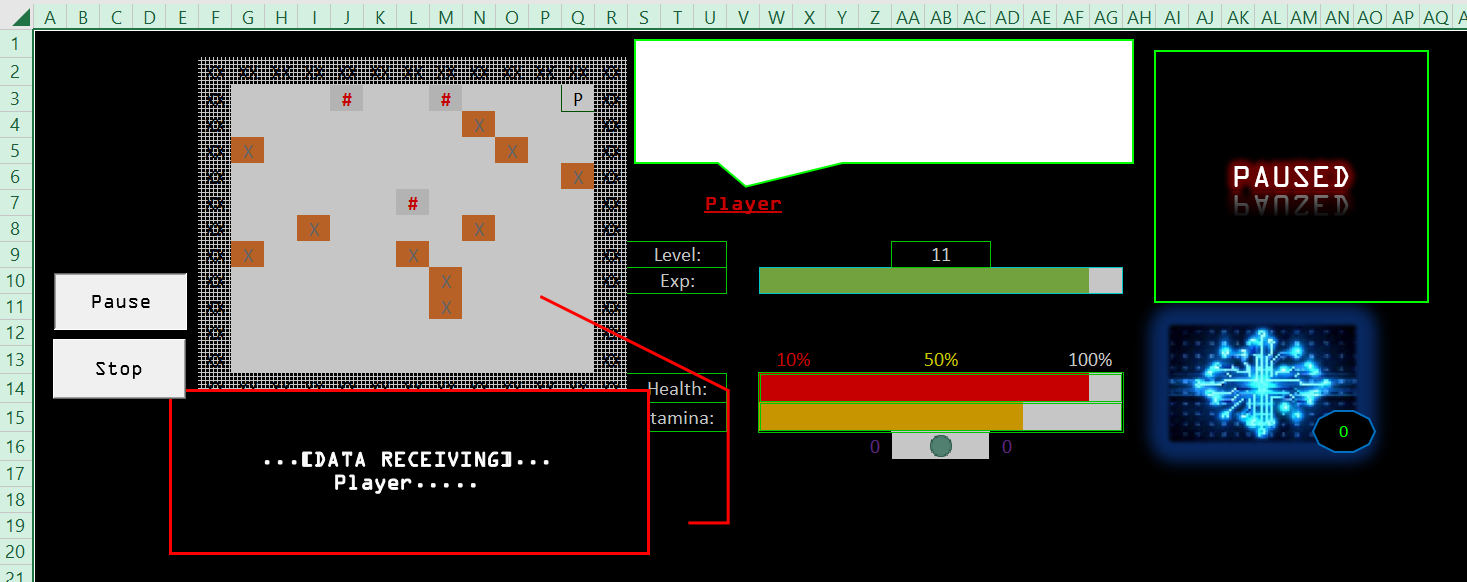 A B C D E F G H I J K L M N O P Q R S T U V W X Y Z AA AB AC AD AE AF AG AH AI AJ AK AL AM AN AO AP AQ
1
2
3 # # P
4 X
5 X X
6 X
PAUSED
7 #
Player
8 X X
9 X X Level: 11
10 X Exp:
Pause
11 X
12
13 10% 50% 100%
Stop
14 Health:
15 tamina:
0
16 0 0
...[DATA RECEIVING]...
17
Player.....
18
19
20
21